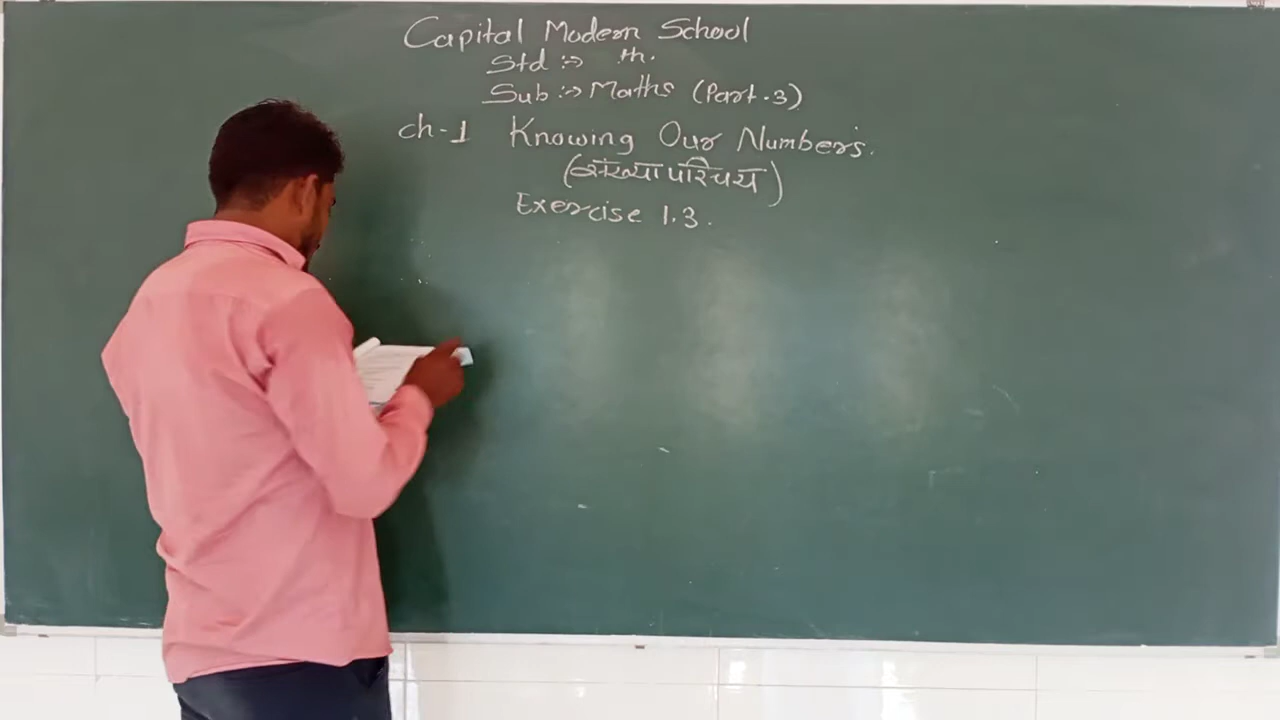 Capital Modern School
Std :→ th.
Sub :→ Maths (Part.3)
ch-1 Knowing Our Numbers.
(संख्या परिचय)
Exercise 1.3.